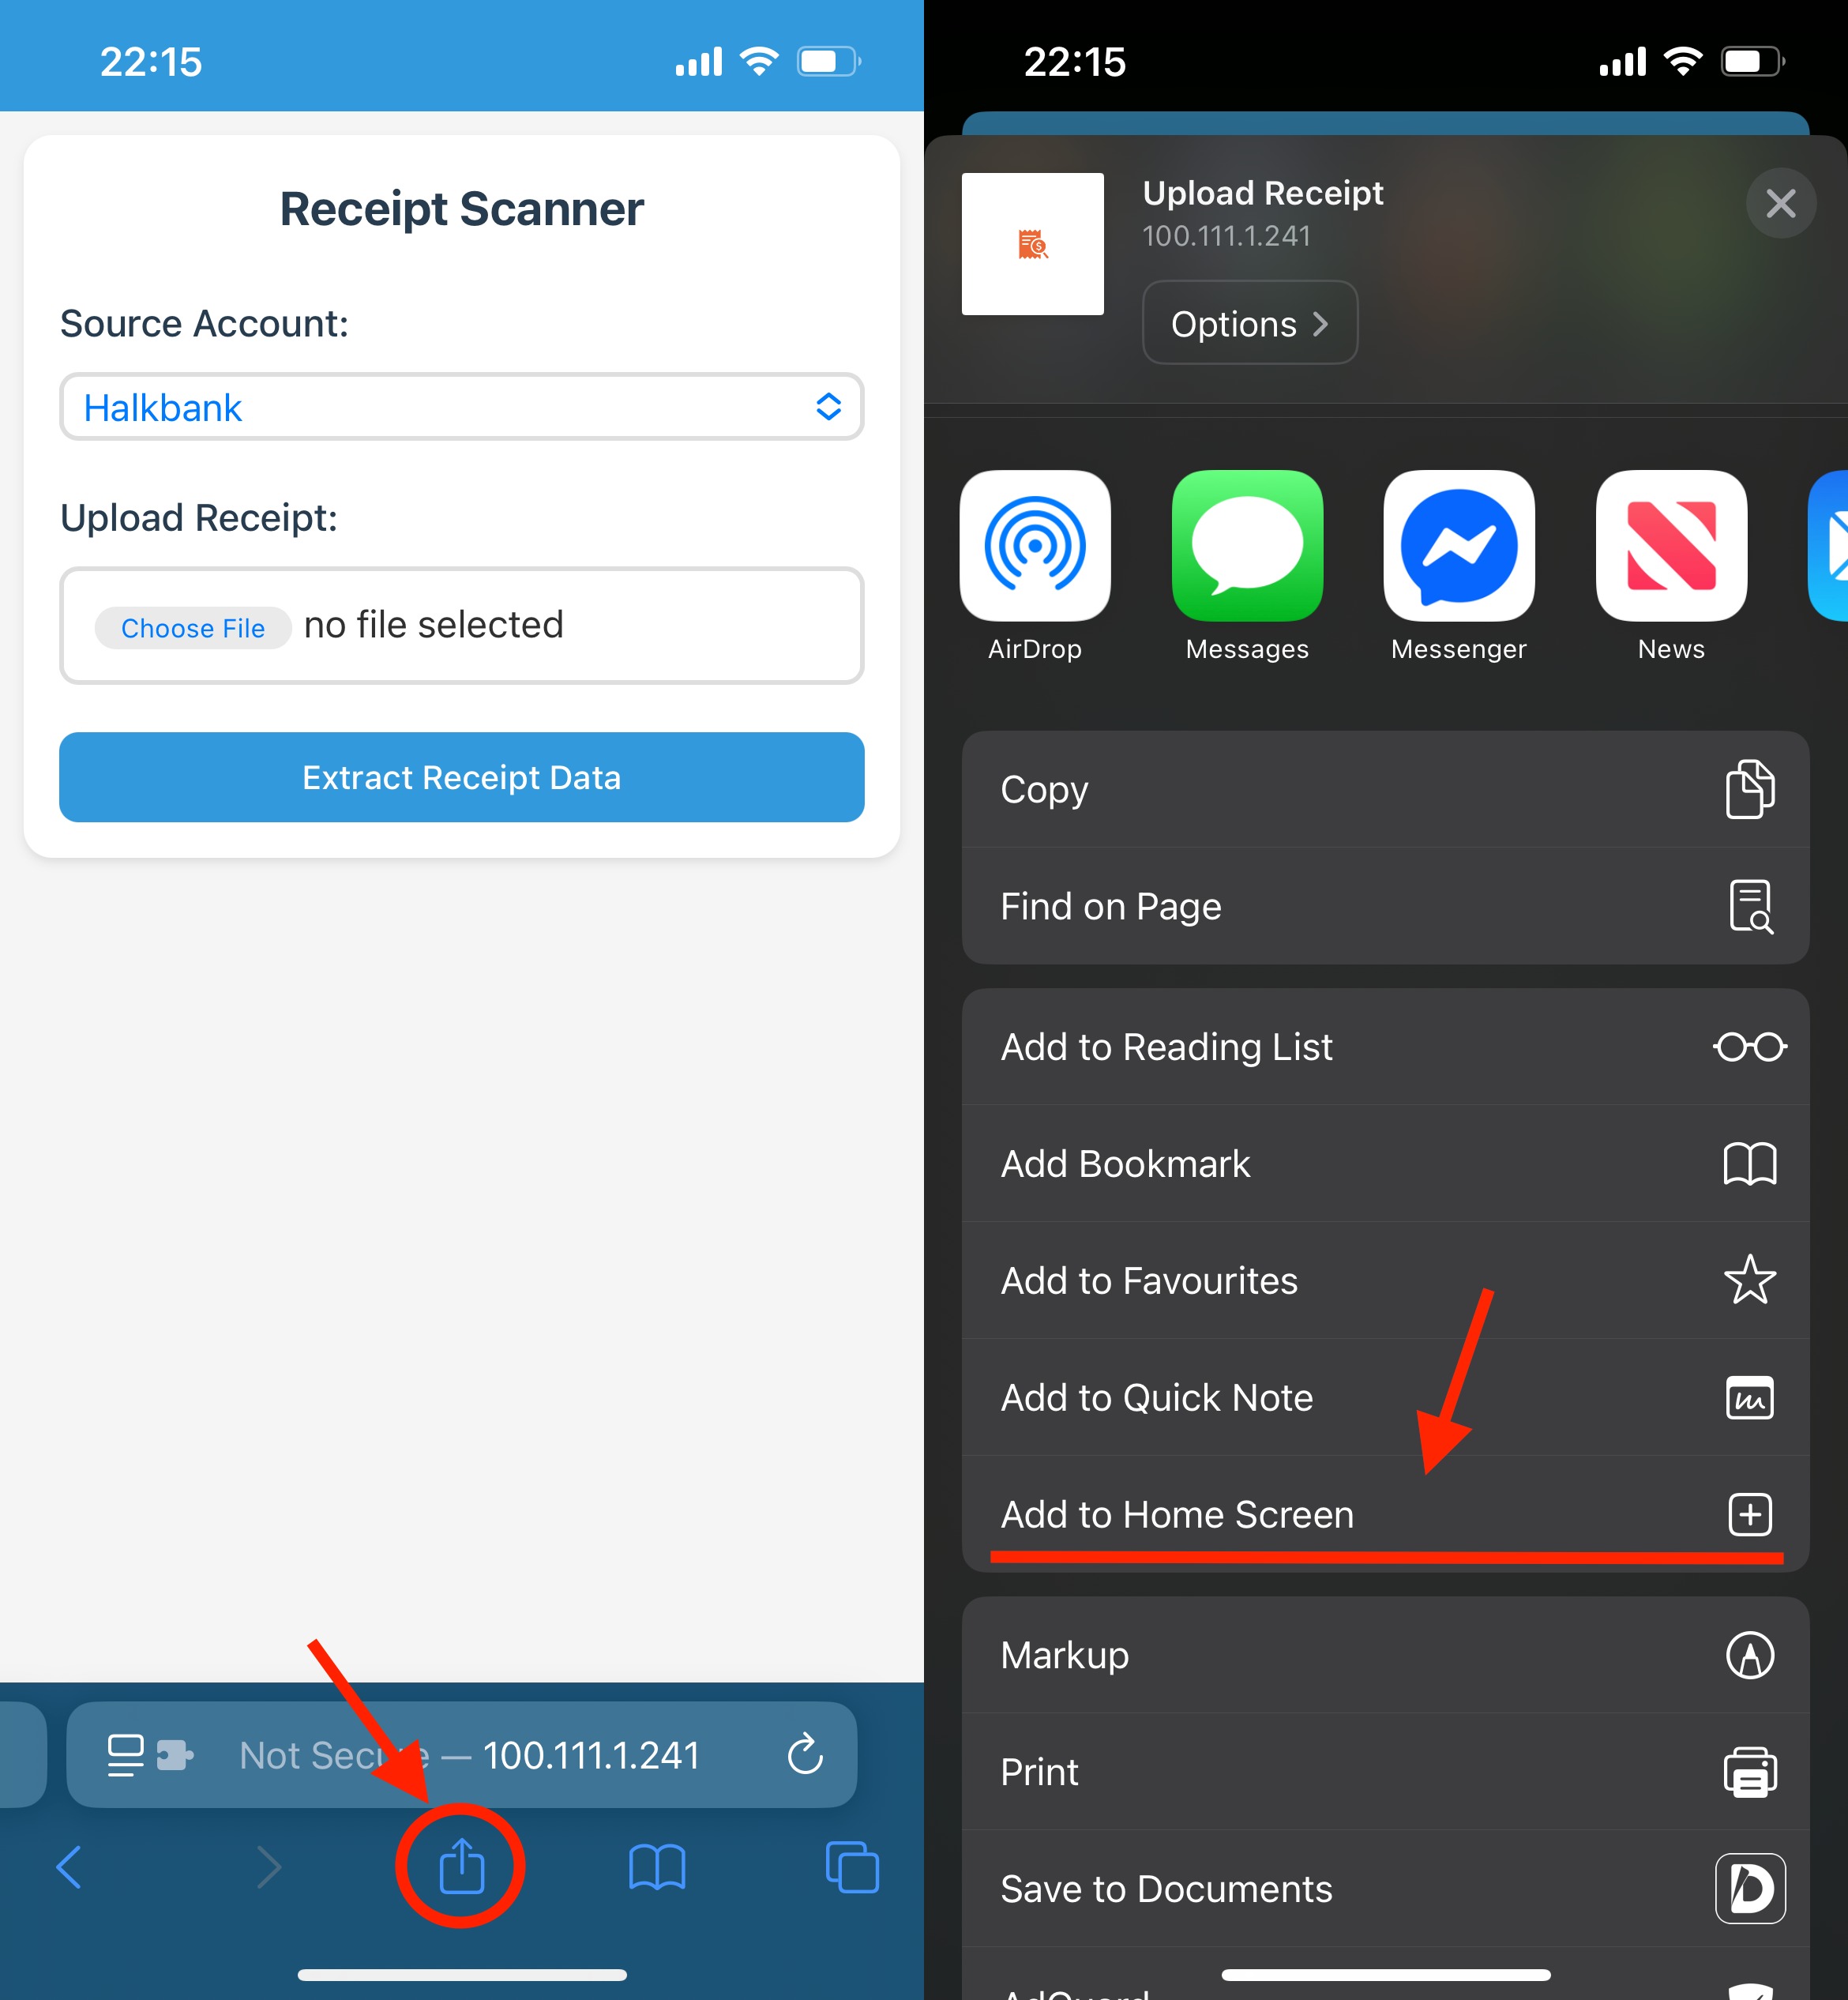 22:15
Receipt Scanner
Source Account:
Halkbank
Upload Receipt:
Choose File no file selected
Extract Receipt Data
Not Secure — 100.111.1.241
22:15
Upload Receipt
100.111.1.241
Options
AirDrop
Messages
Messenger
News
Copy
Find on Page
Add to Reading List
Add Bookmark
Add to Favourites
Add to Quick Note
Add to Home Screen
Markup
Print
Save to Documents
AdGuard